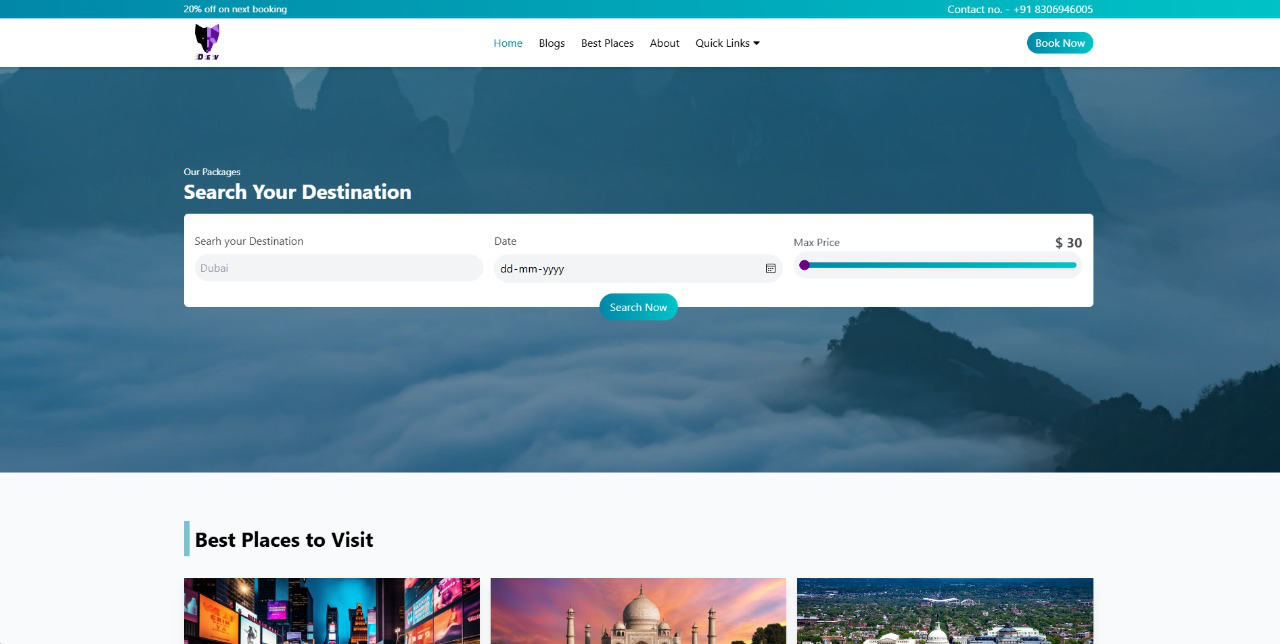 20% off on next booking
Contact no. - +91 8306946005
DEV
Home Blogs Best Places About Quick Links
Book Now
Our Packages
Search Your Destination
Searh your Destination
Date
Max Price
$ 30
Dubai
dd-mm-yyyy
Search Now
Best Places to Visit